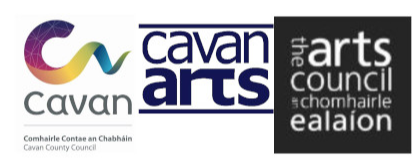 cavan
Comhairle Contae an Chabháin
Cavan County Council
cavan
arts
the arts
council
an chomhairle
ealaíon